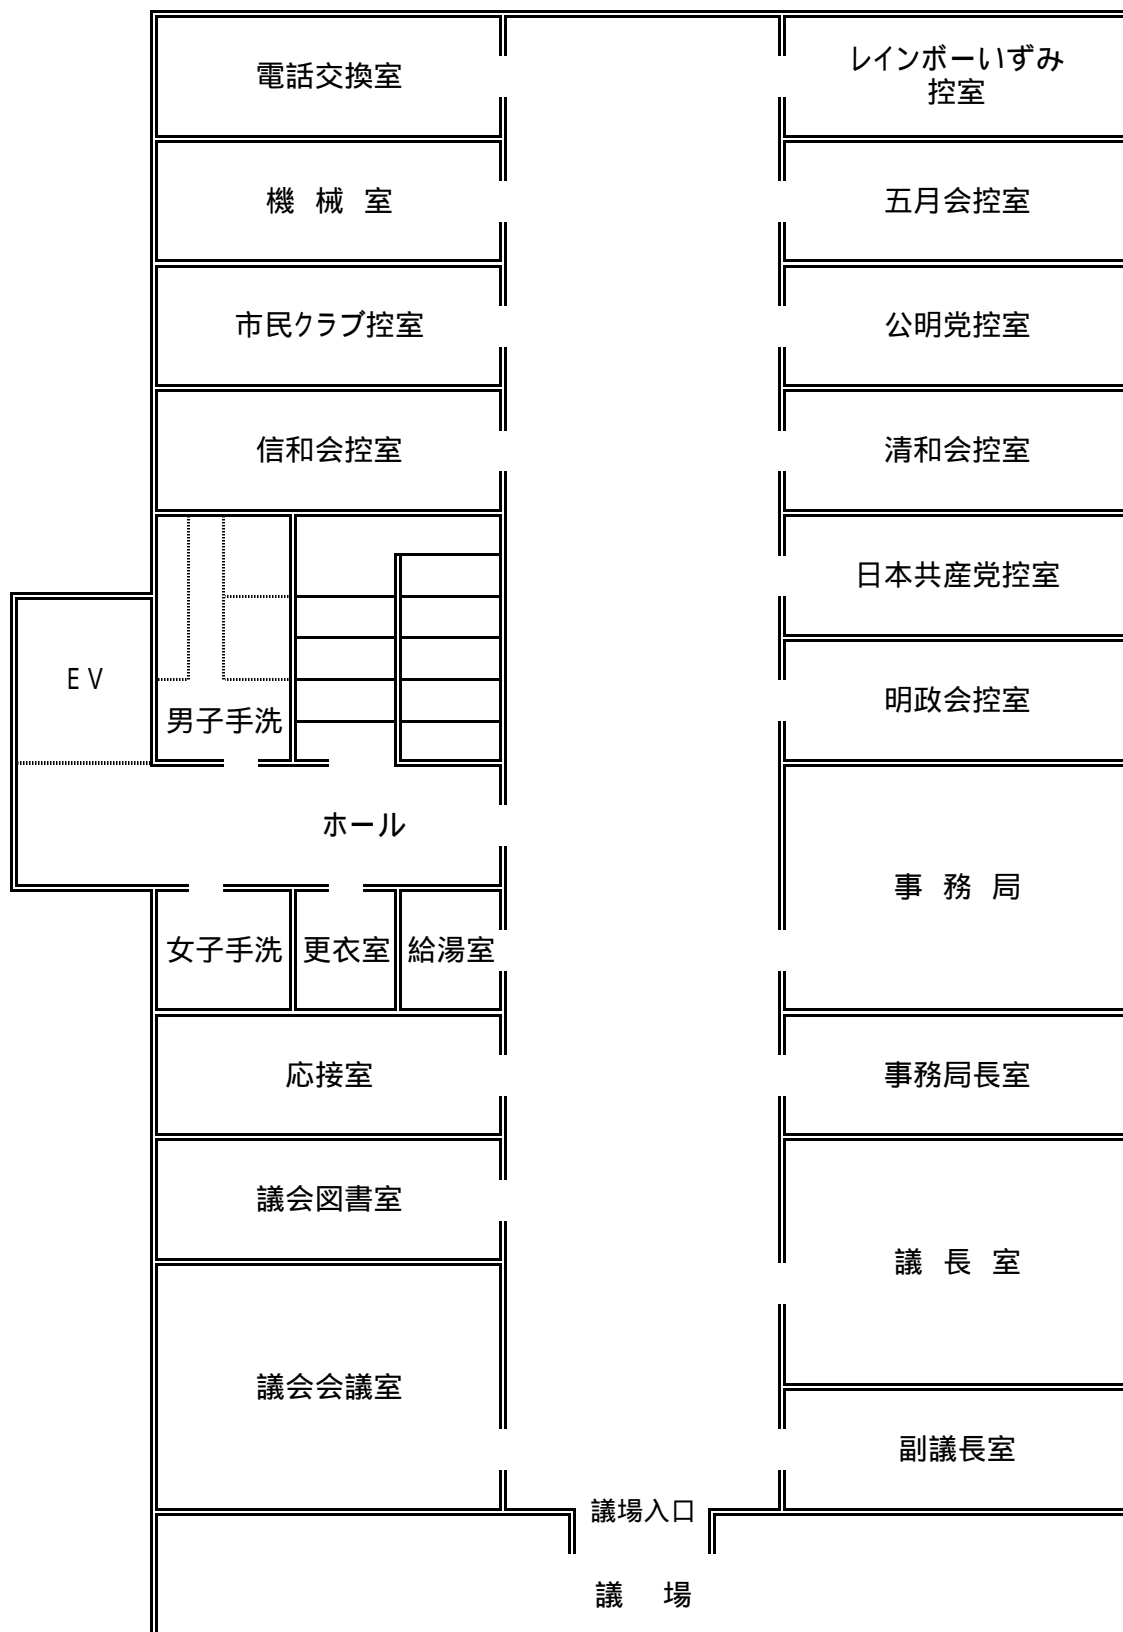 電話交換室
レインボーいずみ
控室
機 械 室
五月会控室
市民クラブ控室
公明党控室
信和会控室
清和会控室
日本共産党控室
EV
明政会控室
男子手洗
ホール
事 務 局
女子手洗
更衣室
給湯室
応接室
事務局長室
議会図書室
議 長 室
議会会議室
副議長室
議場入口
議 場